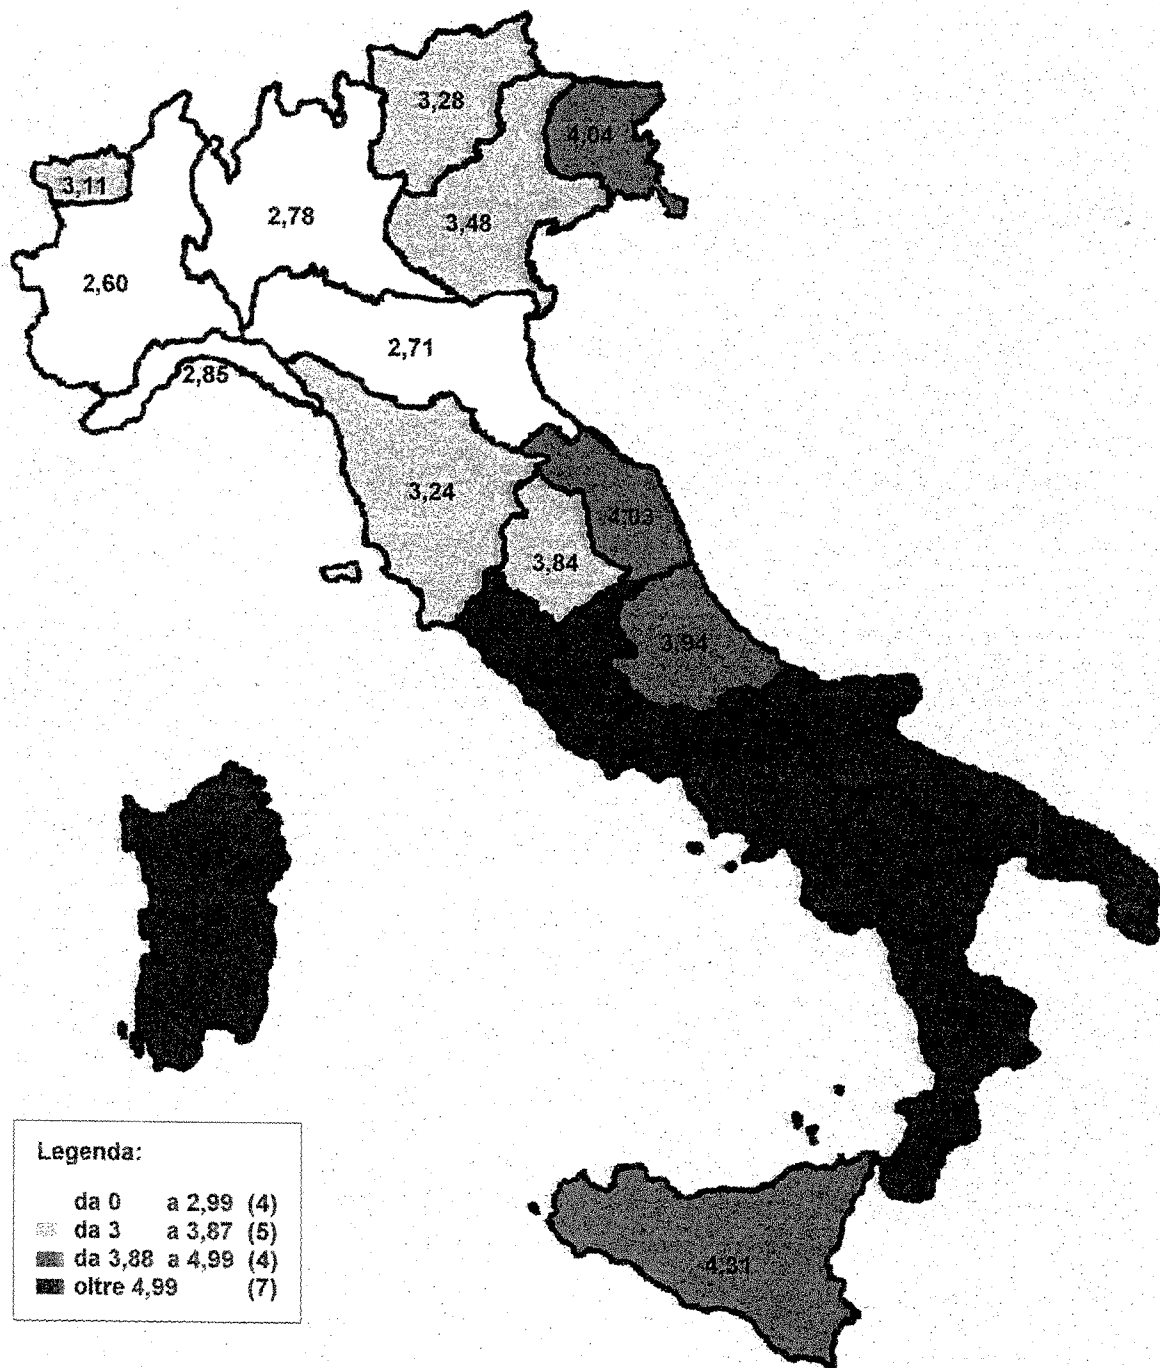 3,28
4,04
3,11
2,78
3,48
2,60
2,71
2,85
3,24
4,03
3,84
3,94
4,31
Legenda:
da 0 a 2,99 (4)
da 3 a 3,87 (5)
da 3,88 a 4,99 (4)
oltre 4,99 (7)